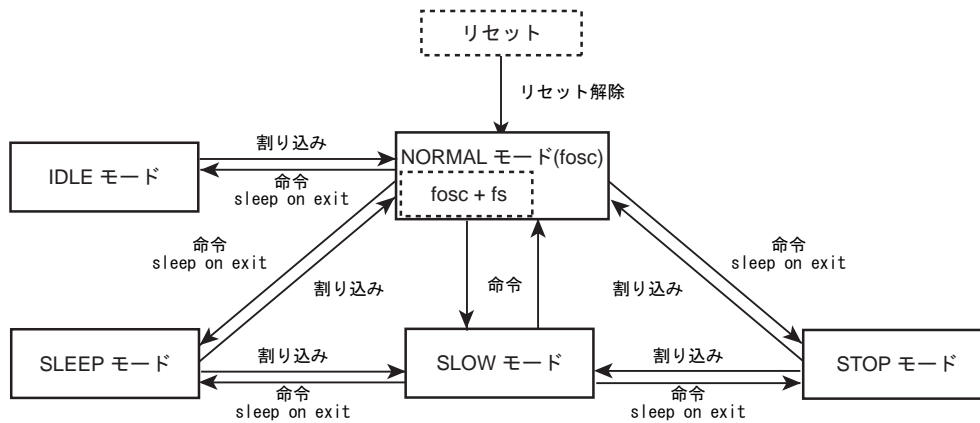 リセット
リセット解除
NORMAL モード(fosc)
fosc + fs
IDLE モード
割り込み
命令
sleep on exit
命令
sleep on exit
割り込み
命令
割り込み
命令
sleep on exit
SLEEP モード
割り込み
命令
sleep on exit
SLOW モード
割り込み
命令
sleep on exit
STOP モード